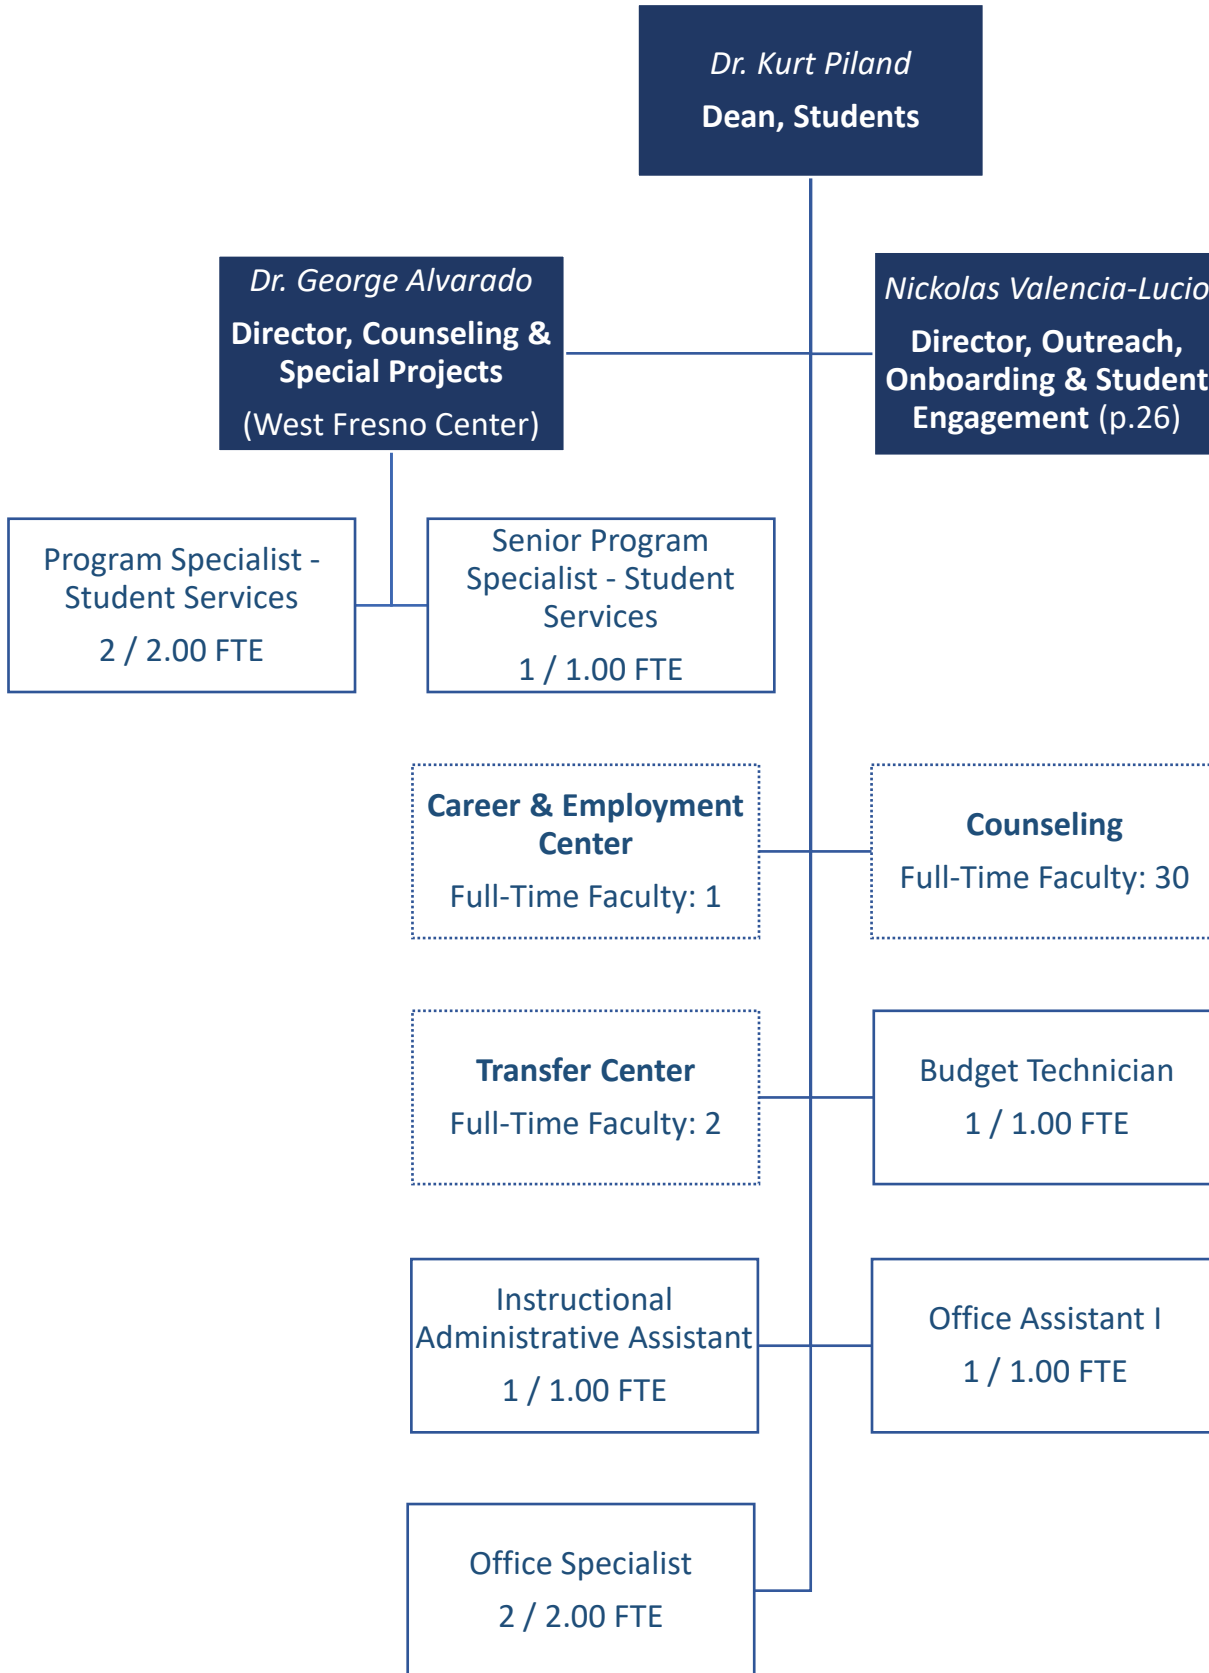 Dr. Kurt Piland
Dean, Students
Dr. George Alvarado
Director, Counseling &
Special Projects
(West Fresno Center)
Nickolas Valencia-Lucio
Director, Outreach,
Onboarding & Student
Engagement (p.26)
Program Specialist -
Student Services
2 / 2.00 FTE
Senior Program
Specialist - Student
Services
1 / 1.00 FTE
Career & Employment
Center
Full-Time Faculty: 1
Counseling
Full-Time Faculty: 30
Transfer Center
Full-Time Faculty: 2
Budget Technician
1 / 1.00 FTE
Instructional
Administrative Assistant
1 / 1.00 FTE
Office Assistant I
1 / 1.00 FTE
Office Specialist
2 / 2.00 FTE